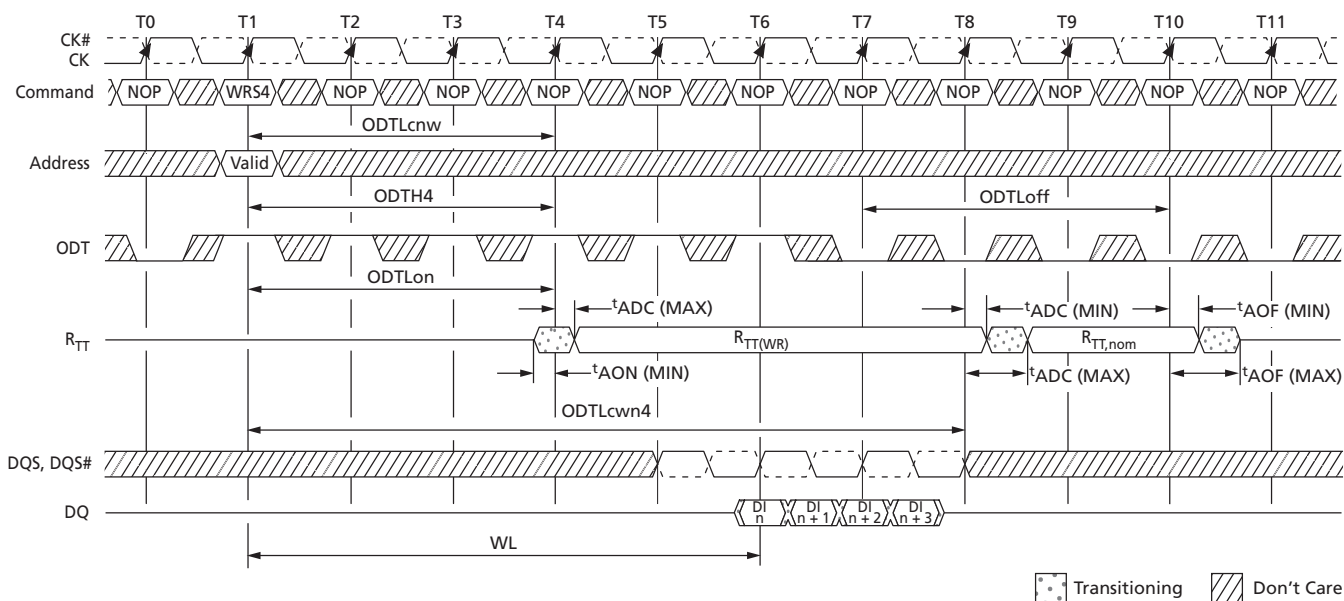 T0 T1 T2 T3 T4 T5 T6 T7 T8 T9 T10 T11
CK#
CK
Command NOP WRS4 NOP NOP NOP NOP NOP NOP NOP NOP NOP NOP
ODTLcnw
Address Valid
ODTH4 ODTLoff
ODT
ODTLon
tADC (MAX) tADC (MIN) tAOF (MIN)
RTT RTT(WR) RTT,nom
tAON (MIN) tADC (MAX) tAOF (MAX)
ODTLcwn4
DQS, DQS#
DQ DI n DI n + 1 DI n + 2 DI n + 3
WL
Transitioning Don't Care